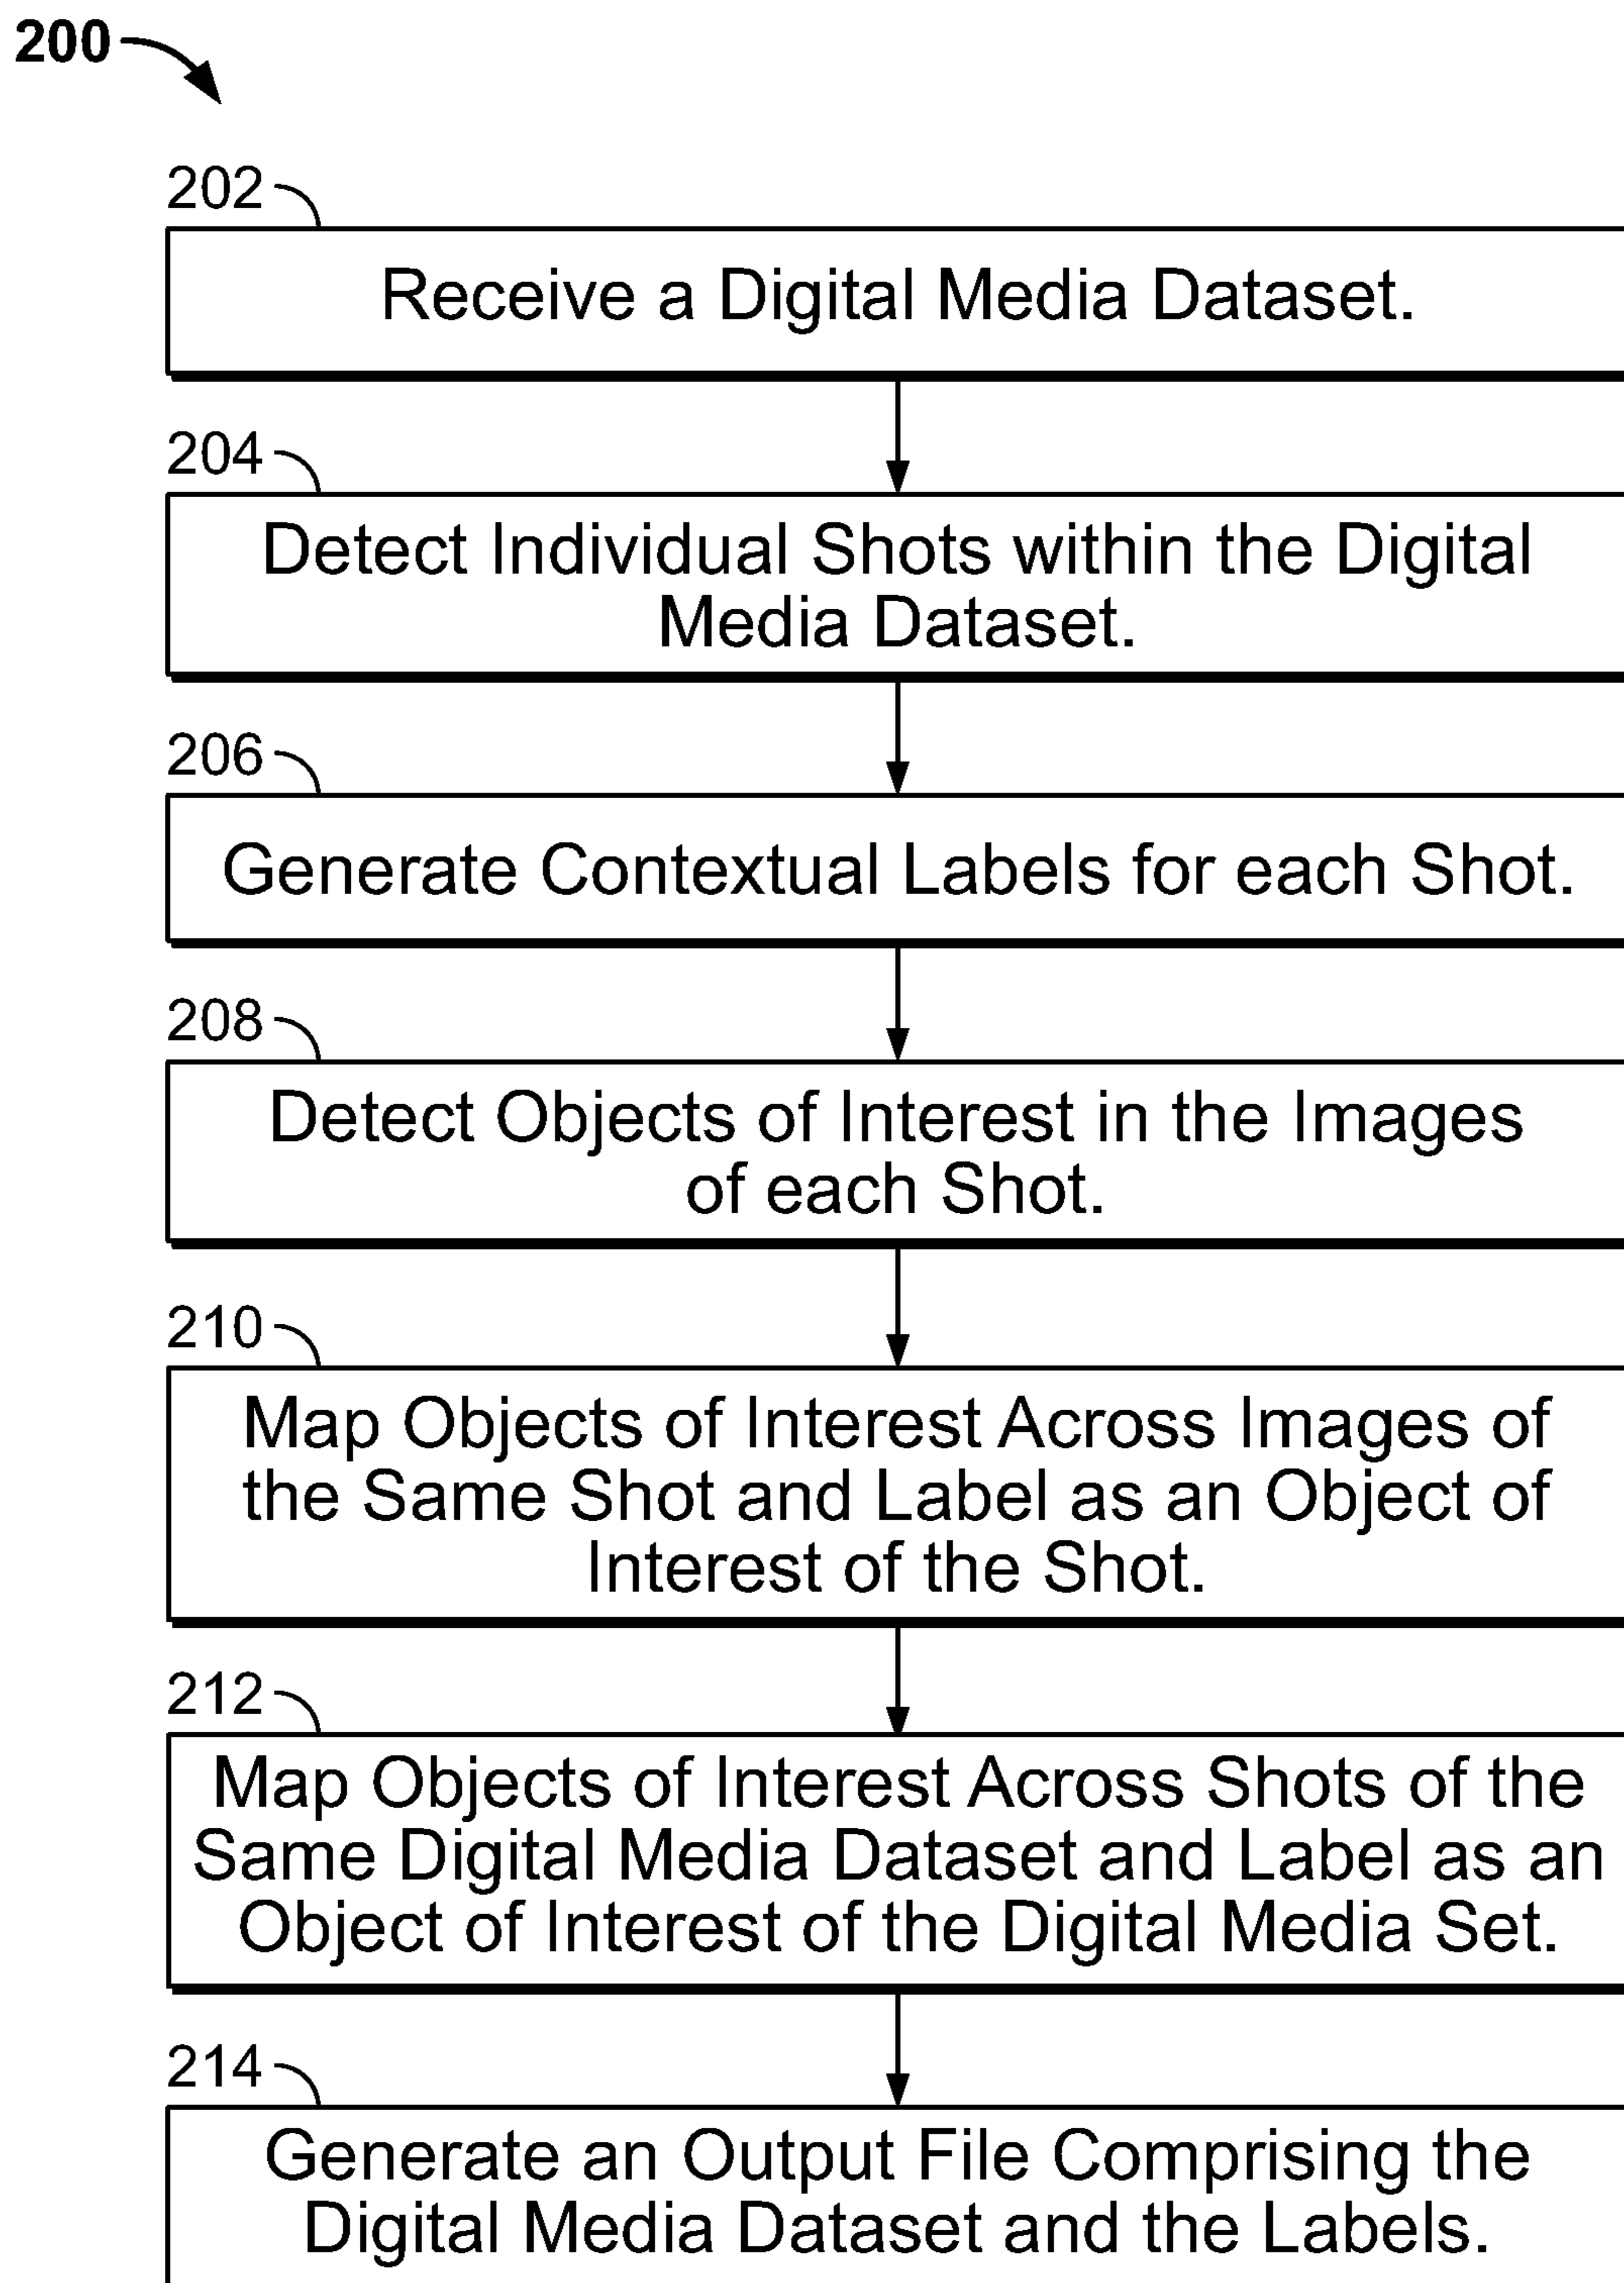 200
202
Receive a Digital Media Dataset.
204
Detect Individual Shots within the Digital
Media Dataset.
206
Generate Contextual Labels for each Shot.
208
Detect Objects of Interest in the Images
of each Shot.
210
Map Objects of Interest Across Images of
the Same Shot and Label as an Object of
Interest of the Shot.
212
Map Objects of Interest Across Shots of the
Same Digital Media Dataset and Label as an
Object of Interest of the Digital Media Set.
214
Generate an Output File Comprising the
Digital Media Dataset and the Labels.